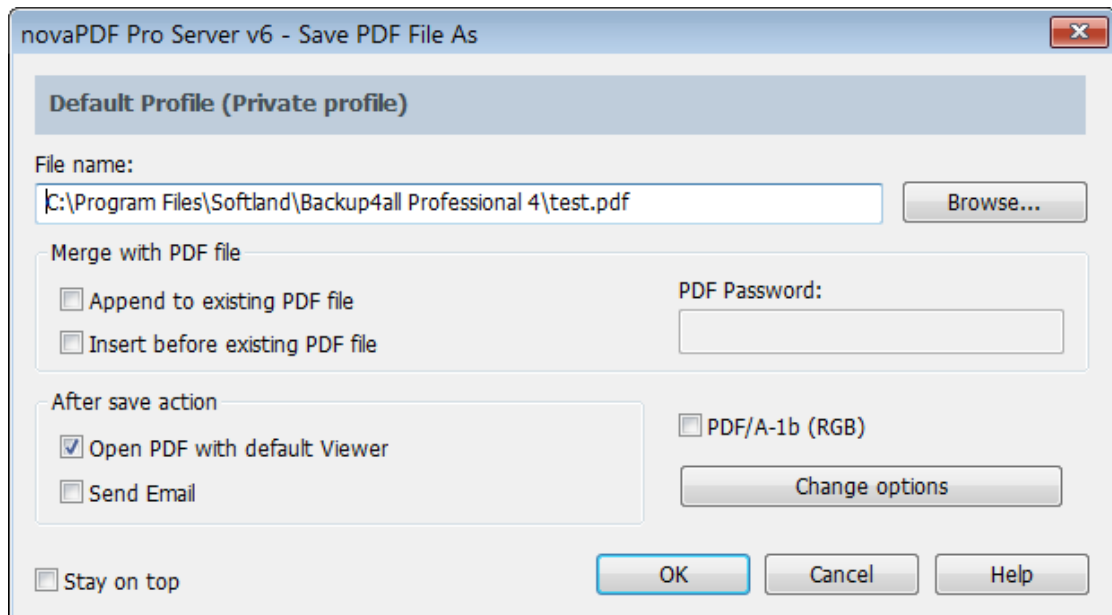 novaPDF Pro Server v6 - Save PDF File As
Default Profile (Private profile)
File name:
C:\Program Files\Softland\Backup4all Professional 4\test.pdf
Browse...
Merge with PDF file
Append to existing PDF file
Insert before existing PDF file
PDF Password:
After save action
Open PDF with default Viewer
Send Email
PDF/A-1b (RGB)
Change options
Stay on top
OK
Cancel
Help